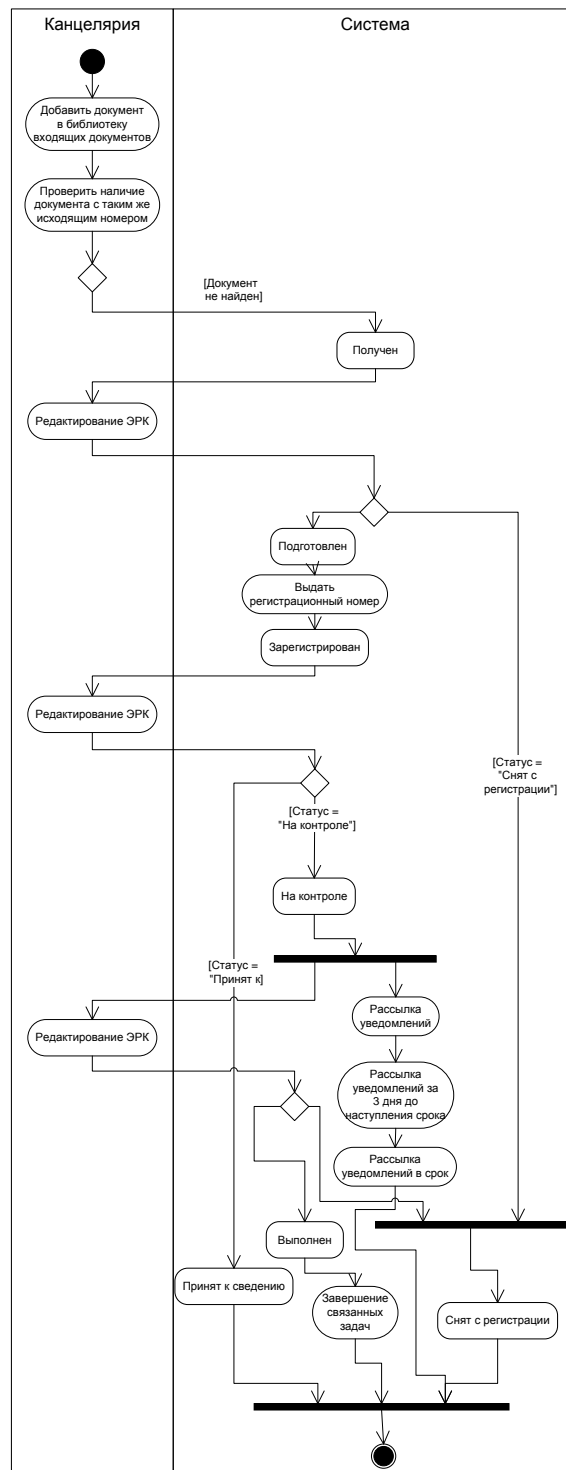 Канцелярия
Система
Добавить документ
в библиотеку
входящих документов
Проверить наличие
документа с таким же
исходящим номером
[Документ
не найден]
Получен
Редактирование ЭРК
Подготовлен
Выдать
регистрационный номер
Зарегистрирован
Редактирование ЭРК
[Статус =
"Снят с
регистрации"]
[Статус =
"На контроле"]
На контроле
[Статус =
"Принят к]
Рассылка
уведомлений
Редактирование ЭРК
Рассылка
уведомлений за
3 дня до
наступления срока
Рассылка
уведомлений в срок
Выполнен
Принят к сведению
Завершение
связанных
задач
Снят с регистрации